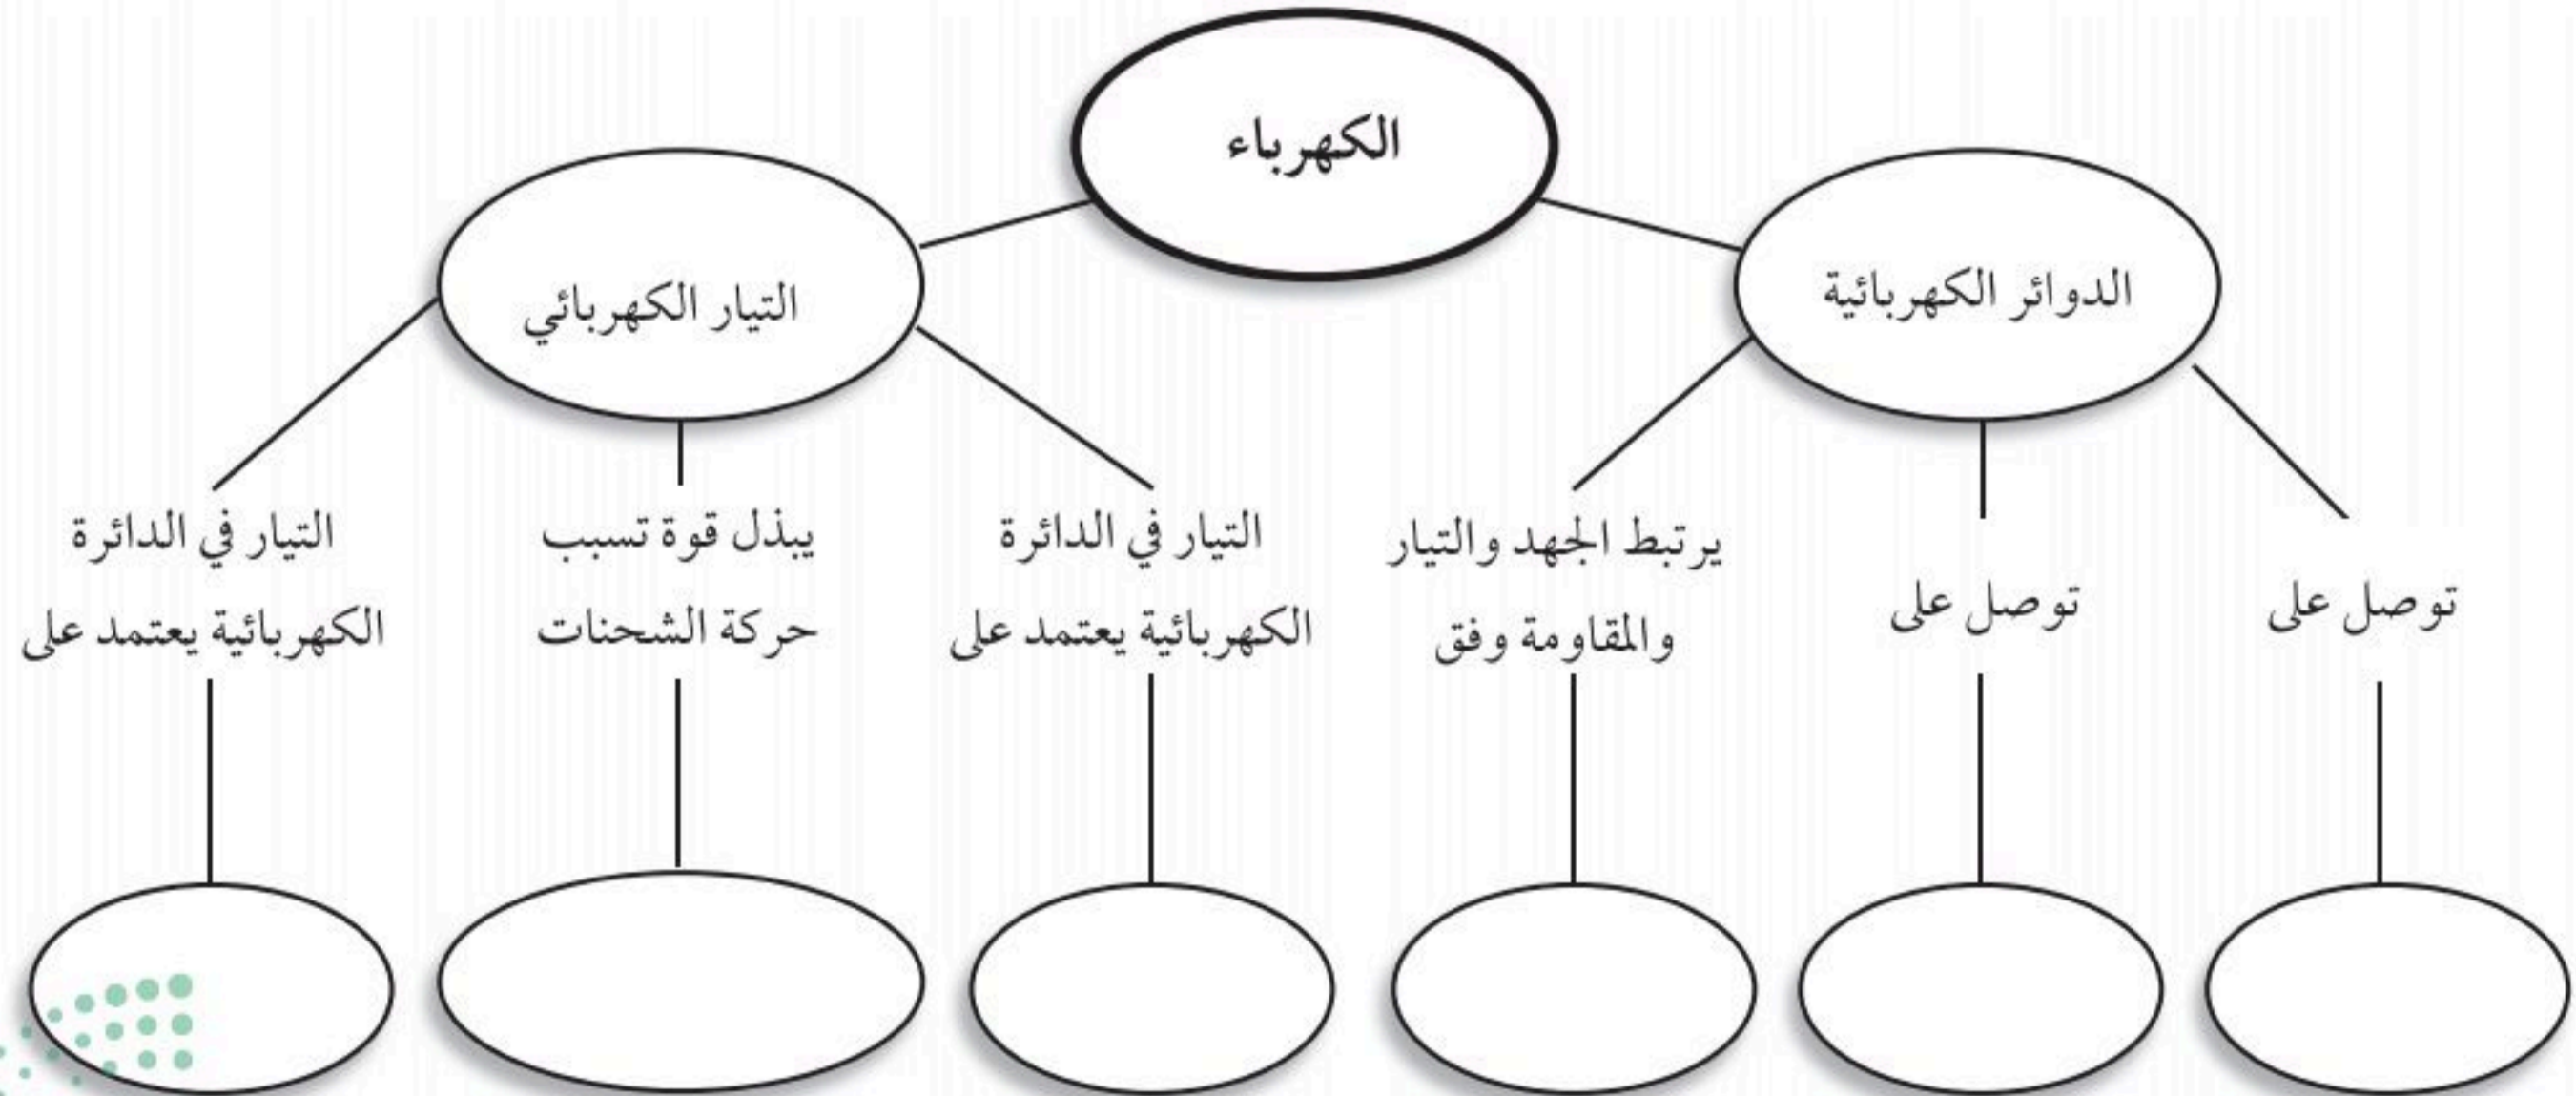 الكهرباء
الدوائر الكهربائية
التيار الكهربائي
توصل على
توصل على
يرتبط الجهد والتيار
والمقاومة وفق
التيار في الدائرة
الكهربائية يعتمد على
يبذل قوة تسبب
حركة الشحنات
التيار في الدائرة
الكهربائية يعتمد على